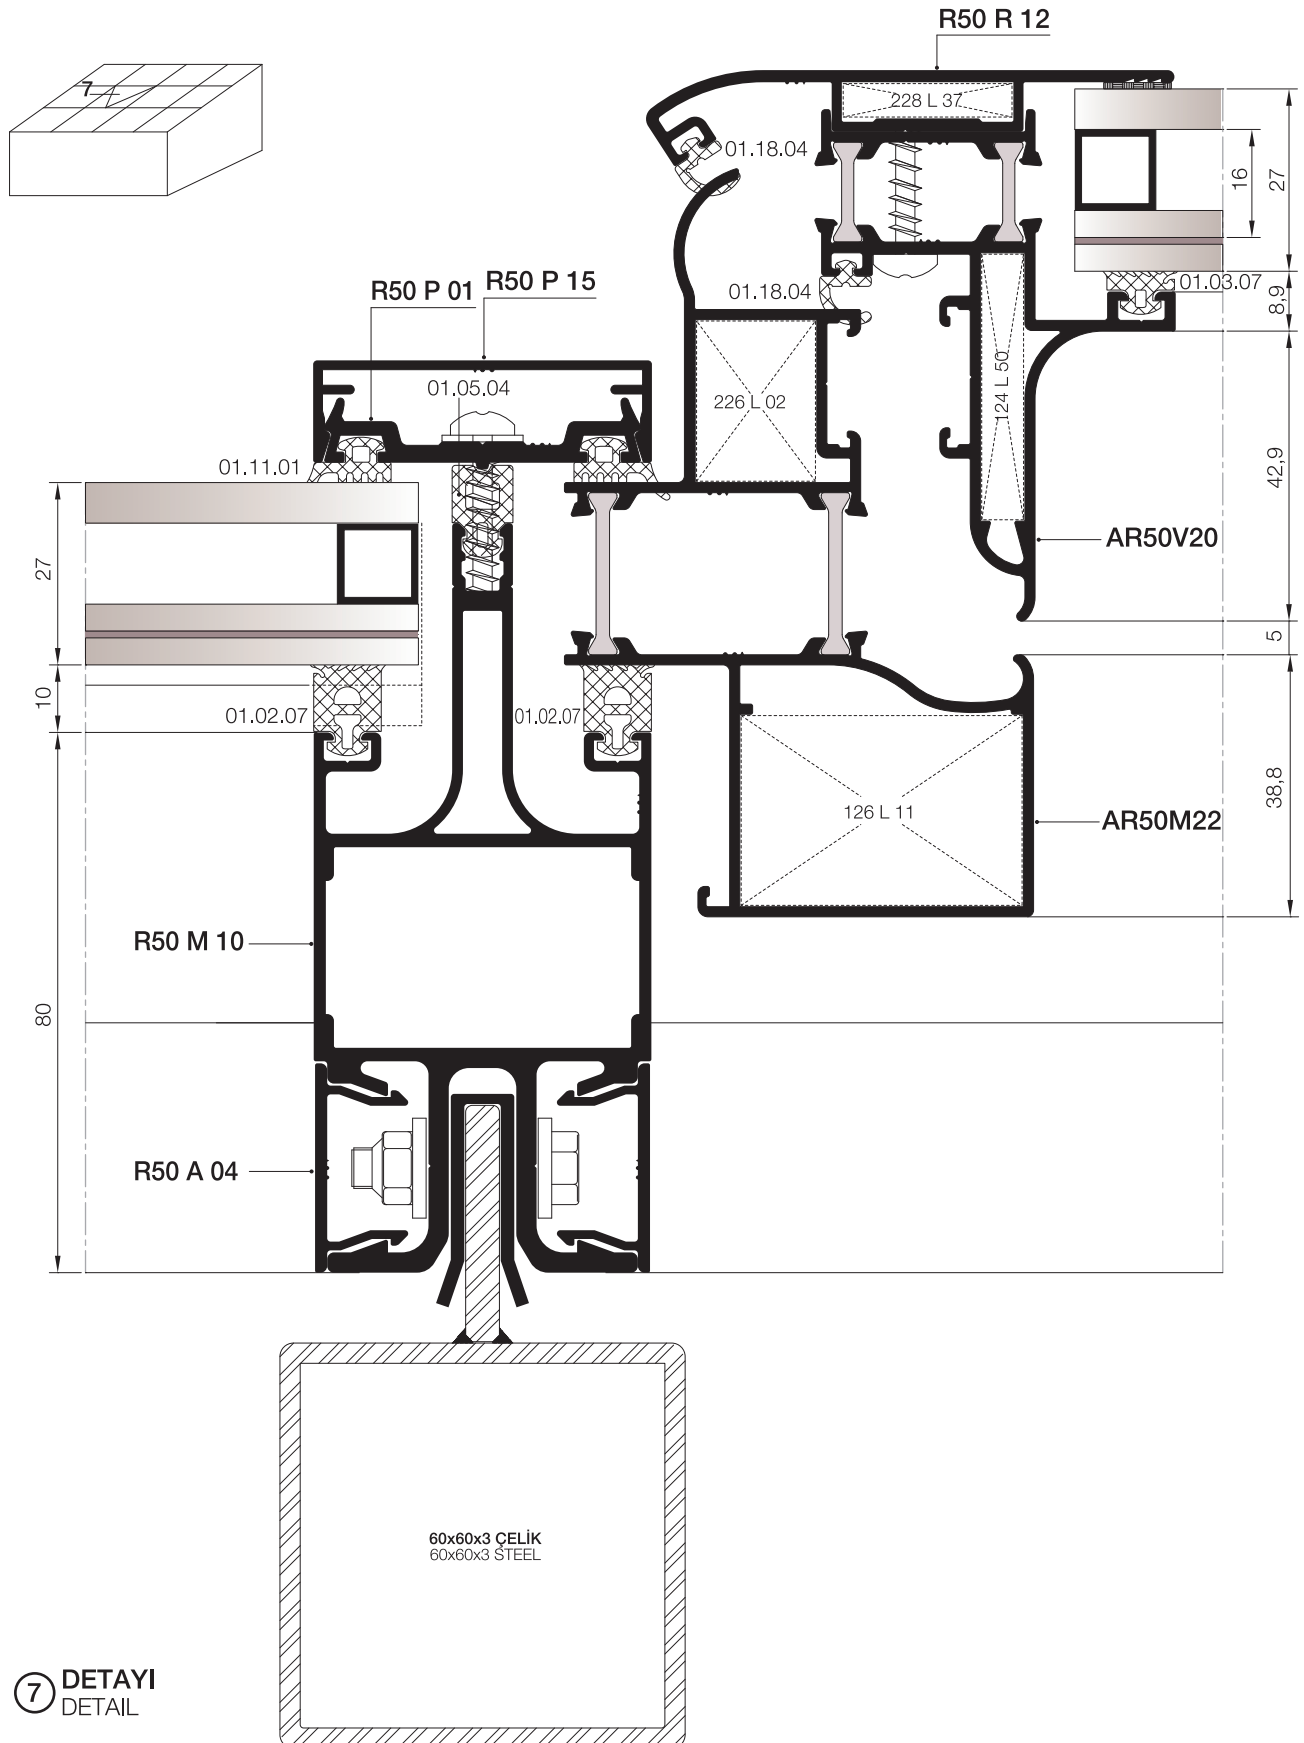 R50 R 12
7
228 L 37
01.18.04
16
27
R50 P 01
R50 P 15
01.18.04
01.03.07
8,9
01.05.04
226 L 02
124 L 50
01.11.01
42,9
AR50V20
27
5
10
01.02.07
01.02.07
126 L 11
38,8
AR50M22
R50 M 10
80
R50 A 04
60x60x3 ÇELİK
60x60x3 STEEL
7 DETAYI
DETAIL